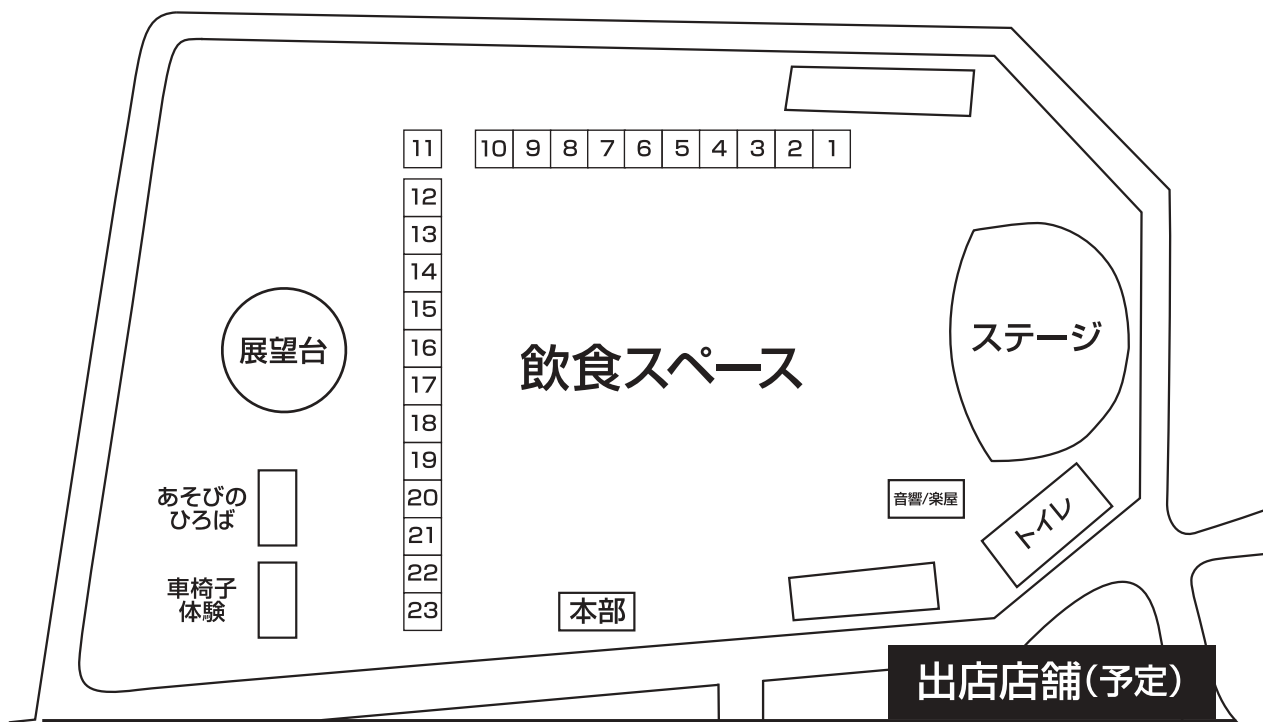 11 10 9 8 7 6 5 4 3 2 1
12
13
14
15
16
17
18
19
20
21
22
23
展望台
飲食スペース
ステージ
あそびの
ひろば
車椅子
体験
音響/楽屋
トイレ
本部
出店店舗(予定)